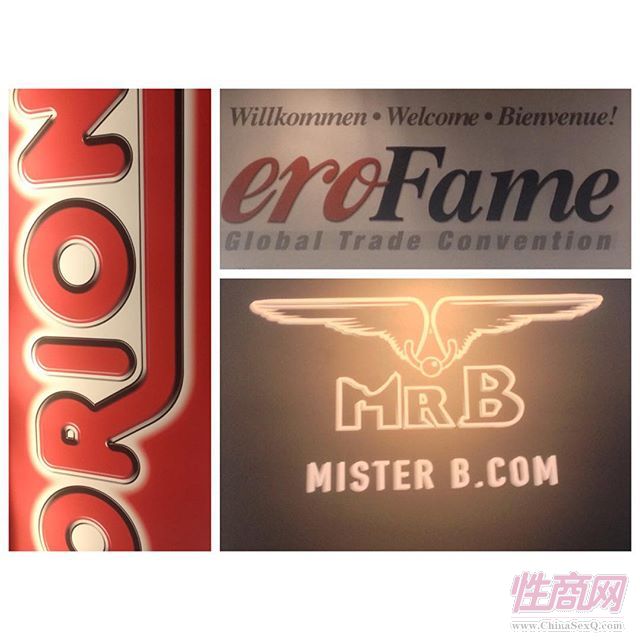 ORION
Willkommen • Welcome • Bienvenue!
eroFame
Global Trade Convention
MR B
MISTER B.COM
性商网
www.ChinaSexQ.com